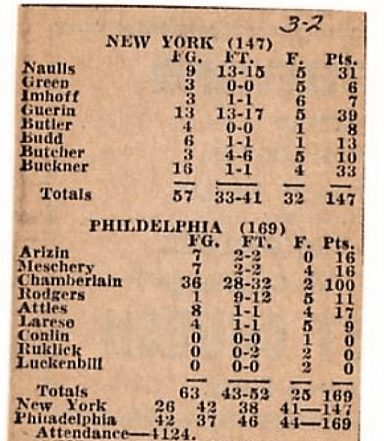 3-2
NEW YORK (147)
FG. FT. F. Pts.
Naulls 9 13-15 5 31
Green 3 0-0 5 6
Imhoff 3 1-1 6 7
Guerin 13 13-17 5 39
Butler 4 0-0 1 8
Budd 6 1-1 1 13
Butcher 3 4-6 5 10
Buckner 16 1-1 4 33
Totals 57 33-41 32 147
PHILDELPHIA (169)
FG. FT. F. Pts.
Arizin 7 2-2 0 16
Meschery 7 2-2 4 16
Chamberlain 36 28-32 2 100
Rodgers 1 9-12 5 11
Attles 8 1-1 4 17
Larese 4 1-1 5 9
Conlin 0 0-0 1 0
Ruklick 0 0-2 2 0
Luckenbill 0 0-0 2 0
Totals 63 43-52 25 169
New York 26 42 38 41—147
Philadelphia 42 37 46 44—169
Attendance—4124.